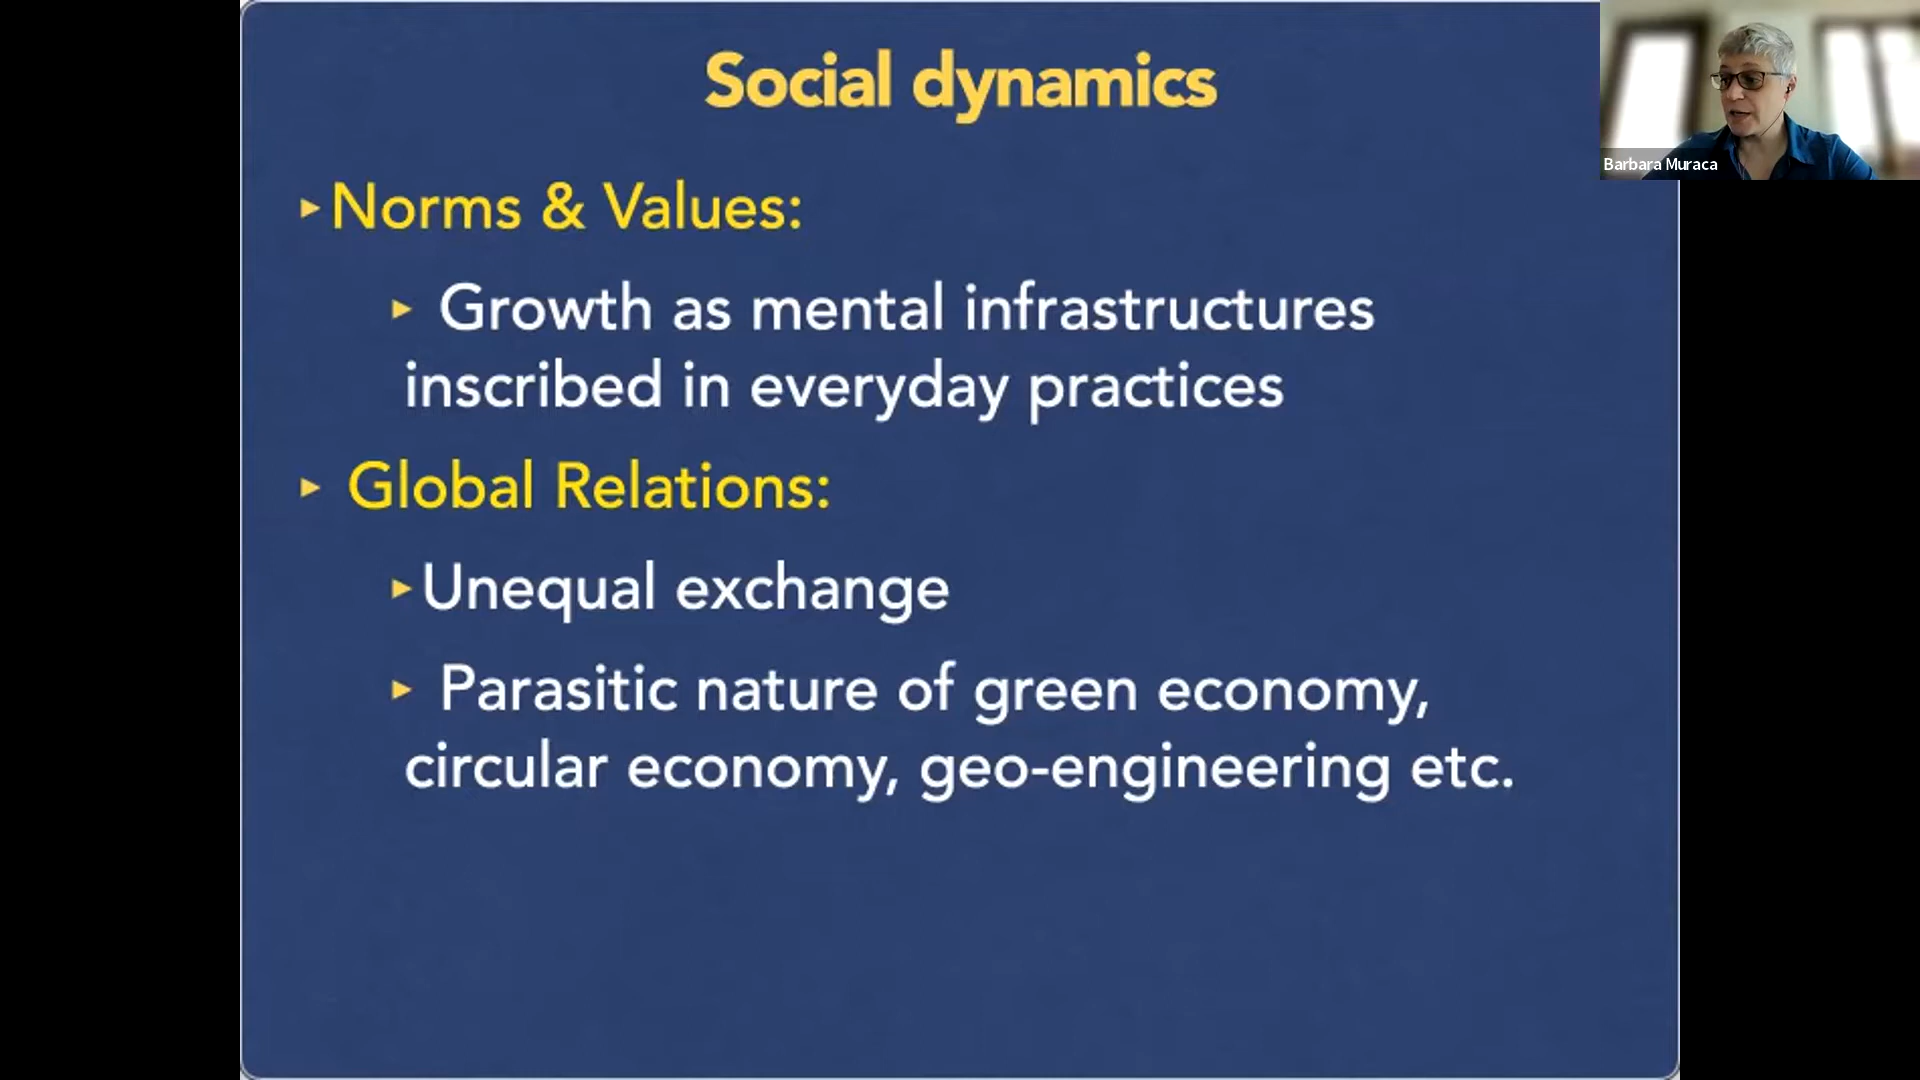 Social dynamics
Barbara Muraca
▸Norms & Values:
▸ Growth as mental infrastructures
inscribed in everyday practices
▸ Global Relations:
▸Unequal exchange
▸ Parasitic nature of green economy,
circular economy, geo-engineering etc.